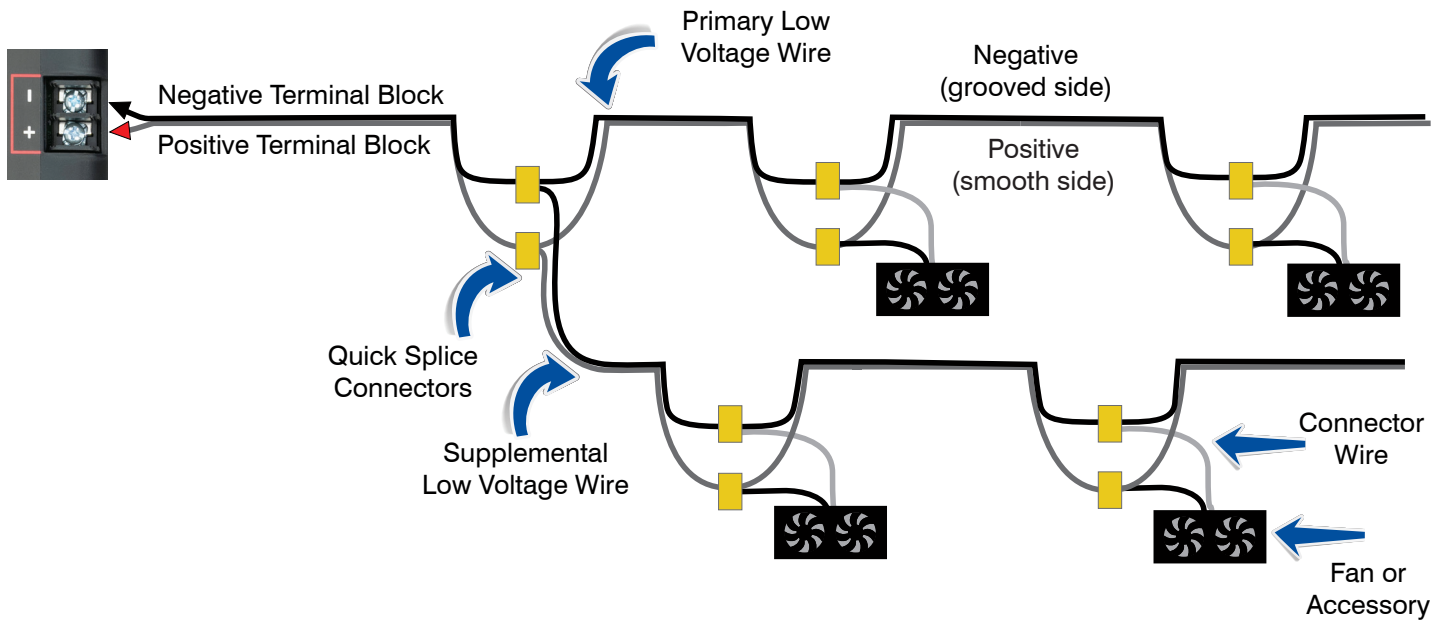 Primary Low
Voltage Wire
Negative
(grooved side)
-
+
Negative Terminal Block
Positive Terminal Block
Positive
(smooth side)
Quick Splice
Connectors
Supplemental
Low Voltage Wire
Connector
Wire
Fan or
Accessory